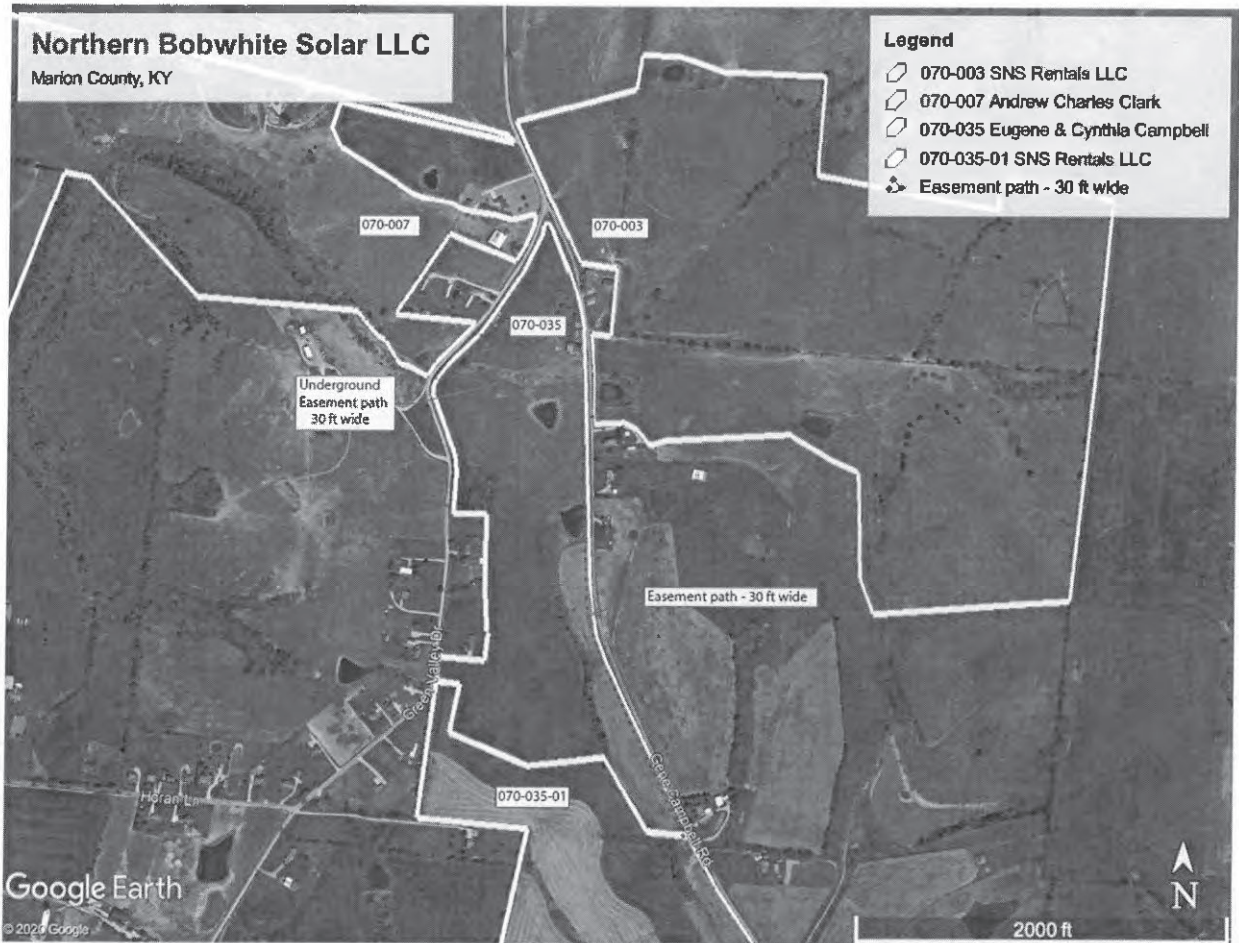 Northern Bobwhite Solar LLC
Marion County, KY
Legend
070-003 SNS Rentals LLC
070-007 Andrew Charles Clark
070-035 Eugene & Cynthia Campbell
070-035-01 SNS Rentals LLC
Easement path - 30 ft wide
070-007
070-003
070-035
Underground
Easement path
30 ft wide
Easement path - 30 ft wide
Green Valley Dr
Gene Campbell Rd
070-035-01
Horan Ln
Google Earth
© 2020 Google
N
2000 ft